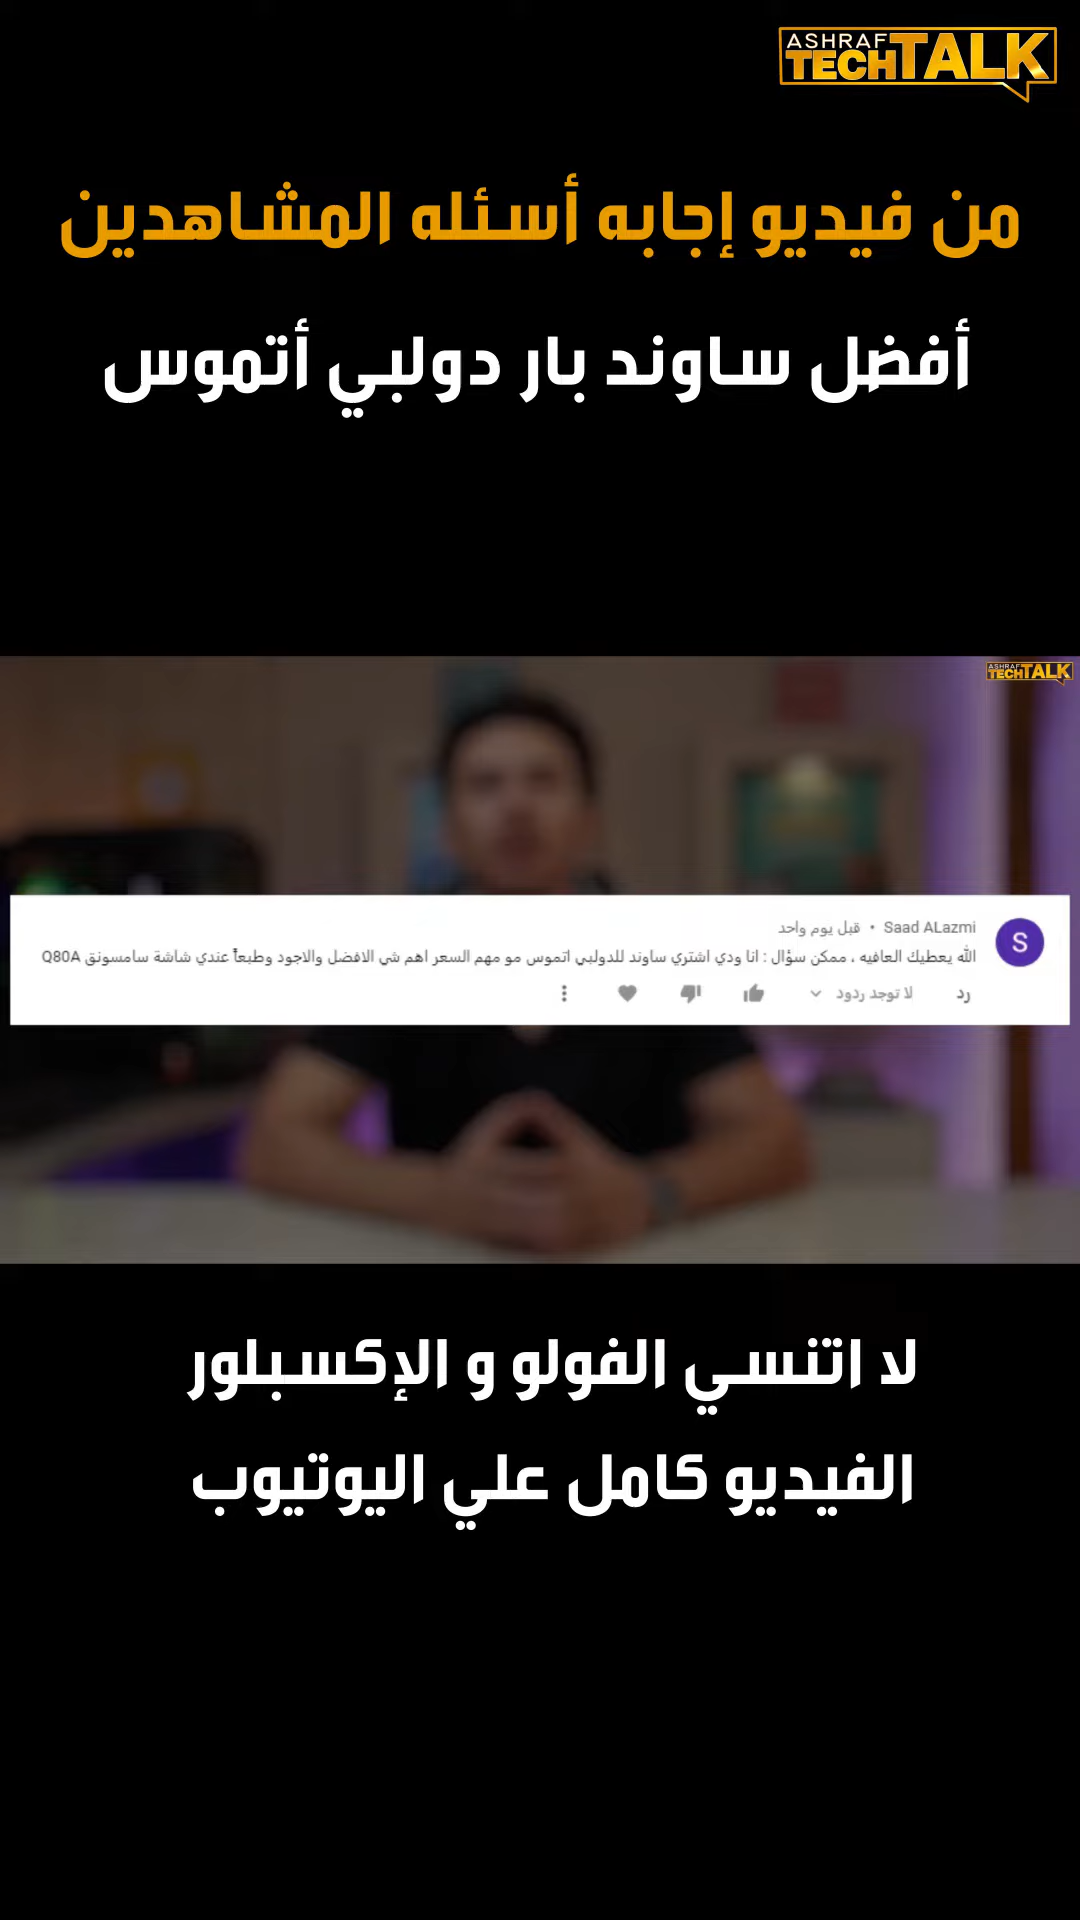 ASHRAF
TECHTALK
من فيديو إجابه أسئله المشاهدين
أفضل ساوند بار دولبي أتموس
ASHRAF
TECHTALK
S
Saad ALazmi • قبل يوم واحد
الله يعطيك العافيه ، ممكن سؤال : انا ودي اشتري ساوند للدولبي اتموس مو مهم السعر اهم شي الافضل والاجود وطبعاً عندي شاشة سامسونق Q80A
رد لا توجد ردود
لا اتنسي الفولو و الإكسبلور
الفيديو كامل علي اليوتيوب